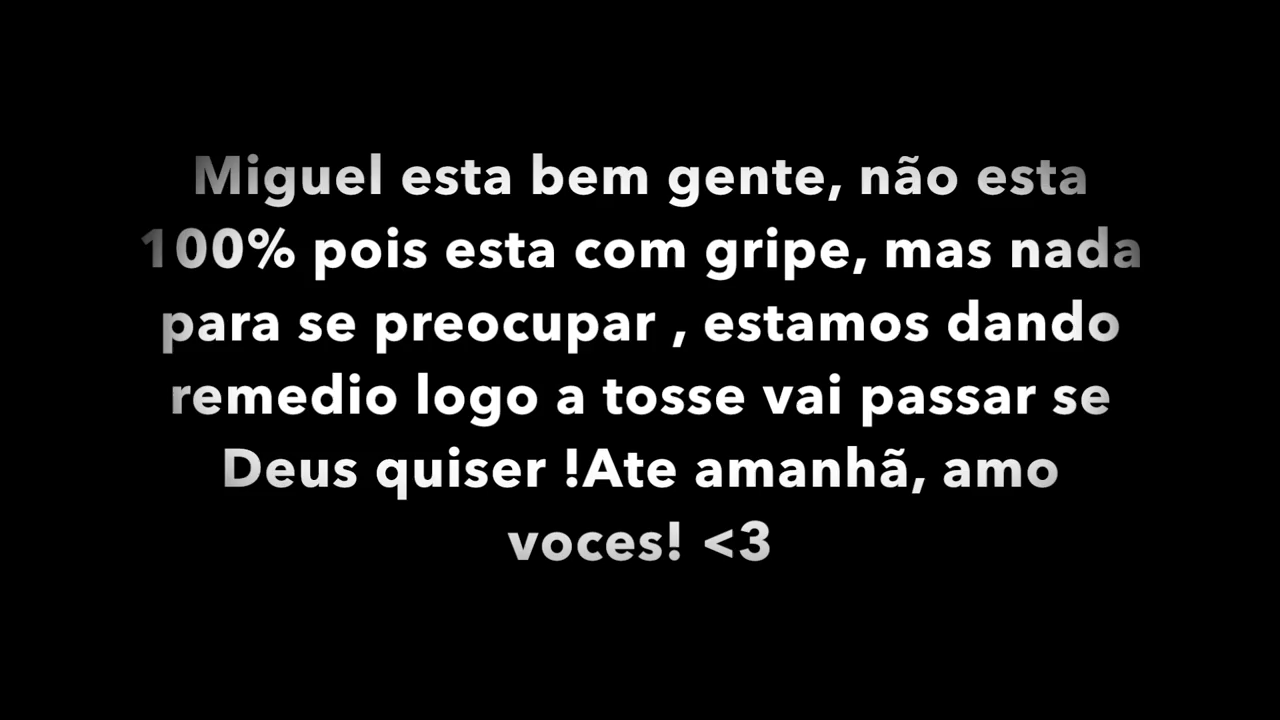 Miguel esta bem gente, não esta
100% pois esta com gripe, mas nada
para se preocupar , estamos dando
remedio logo a tosse vai passar se
Deus quiser !Ate amanhã, amo
voces! <3